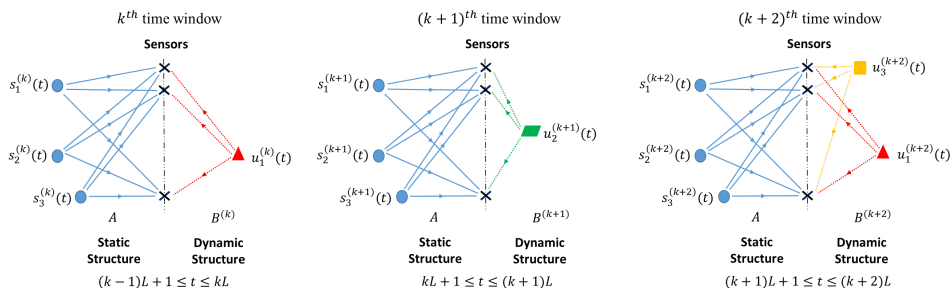 k^{th} time window
Sensors
s_1^{(k)}(t)
s_2^{(k)}(t)
s_3^{(k)}(t)
u_1^{(k)}(t)
A
B^{(k)}
Static Structure
Dynamic Structure
(k − 1)L + 1 ≤ t ≤ kL
(k + 1)^{th} time window
Sensors
s_1^{(k+1)}(t)
s_2^{(k+1)}(t)
s_3^{(k+1)}(t)
u_2^{(k+1)}(t)
A
B^{(k+1)}
Static Structure
Dynamic Structure
kL + 1 ≤ t ≤ (k + 1)L
(k + 2)^{th} time window
Sensors
s_1^{(k+2)}(t)
s_2^{(k+2)}(t)
s_3^{(k+2)}(t)
u_3^{(k+2)}(t)
u_1^{(k+2)}(t)
A
B^{(k+2)}
Static Structure
Dynamic Structure
(k + 1)L + 1 ≤ t ≤ (k + 2)L